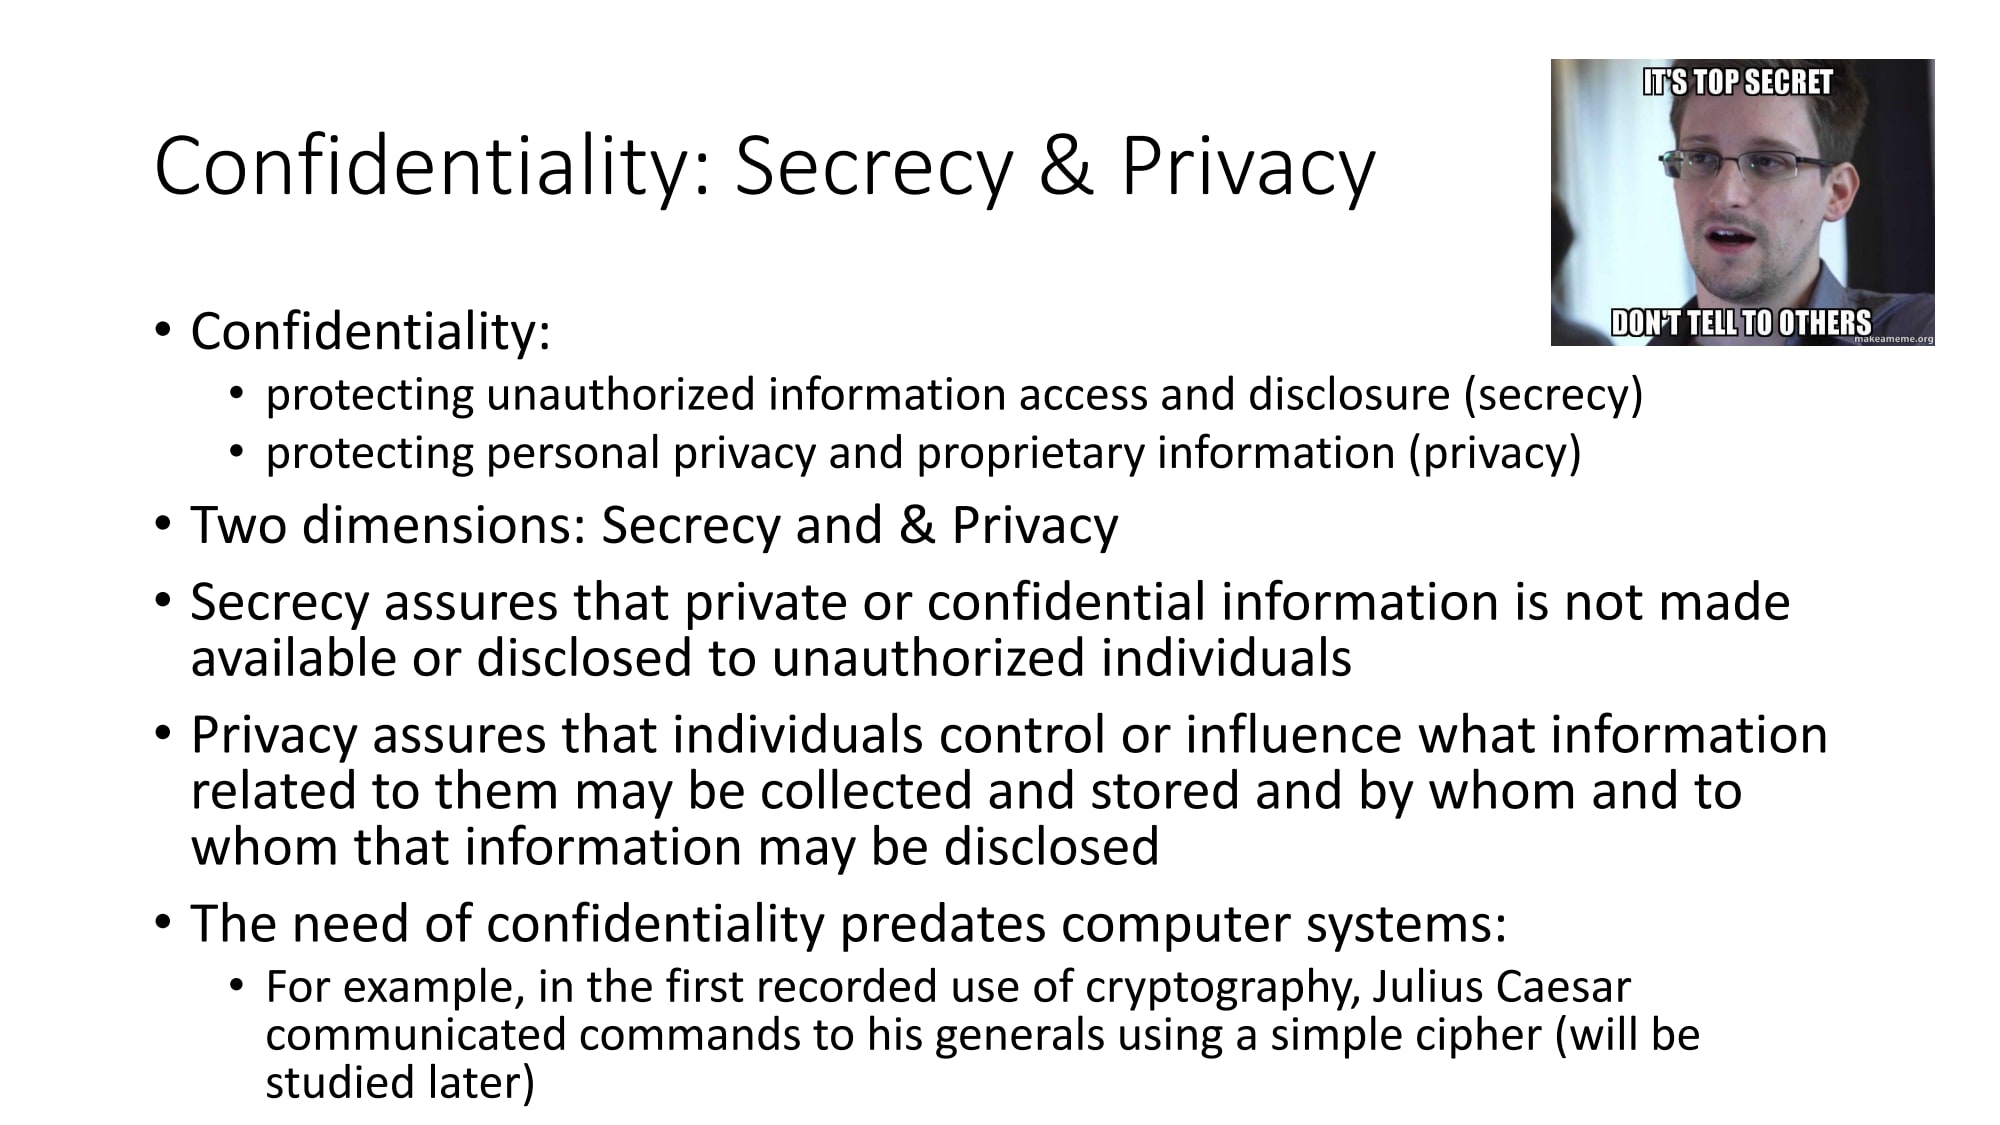 IT'S TOP SECRET
Confidentiality: Secrecy & Privacy
DON'T TELL TO OTHERS
makeameme.org
• Confidentiality:
• protecting unauthorized information access and disclosure (secrecy)
• protecting personal privacy and proprietary information (privacy)
• Two dimensions: Secrecy and & Privacy
• Secrecy assures that private or confidential information is not made
available or disclosed to unauthorized individuals
• Privacy assures that individuals control or influence what information
related to them may be collected and stored and by whom and to
whom that information may be disclosed
• The need of confidentiality predates computer systems:
• For example, in the first recorded use of cryptography, Julius Caesar
communicated commands to his generals using a simple cipher (will be
studied later)